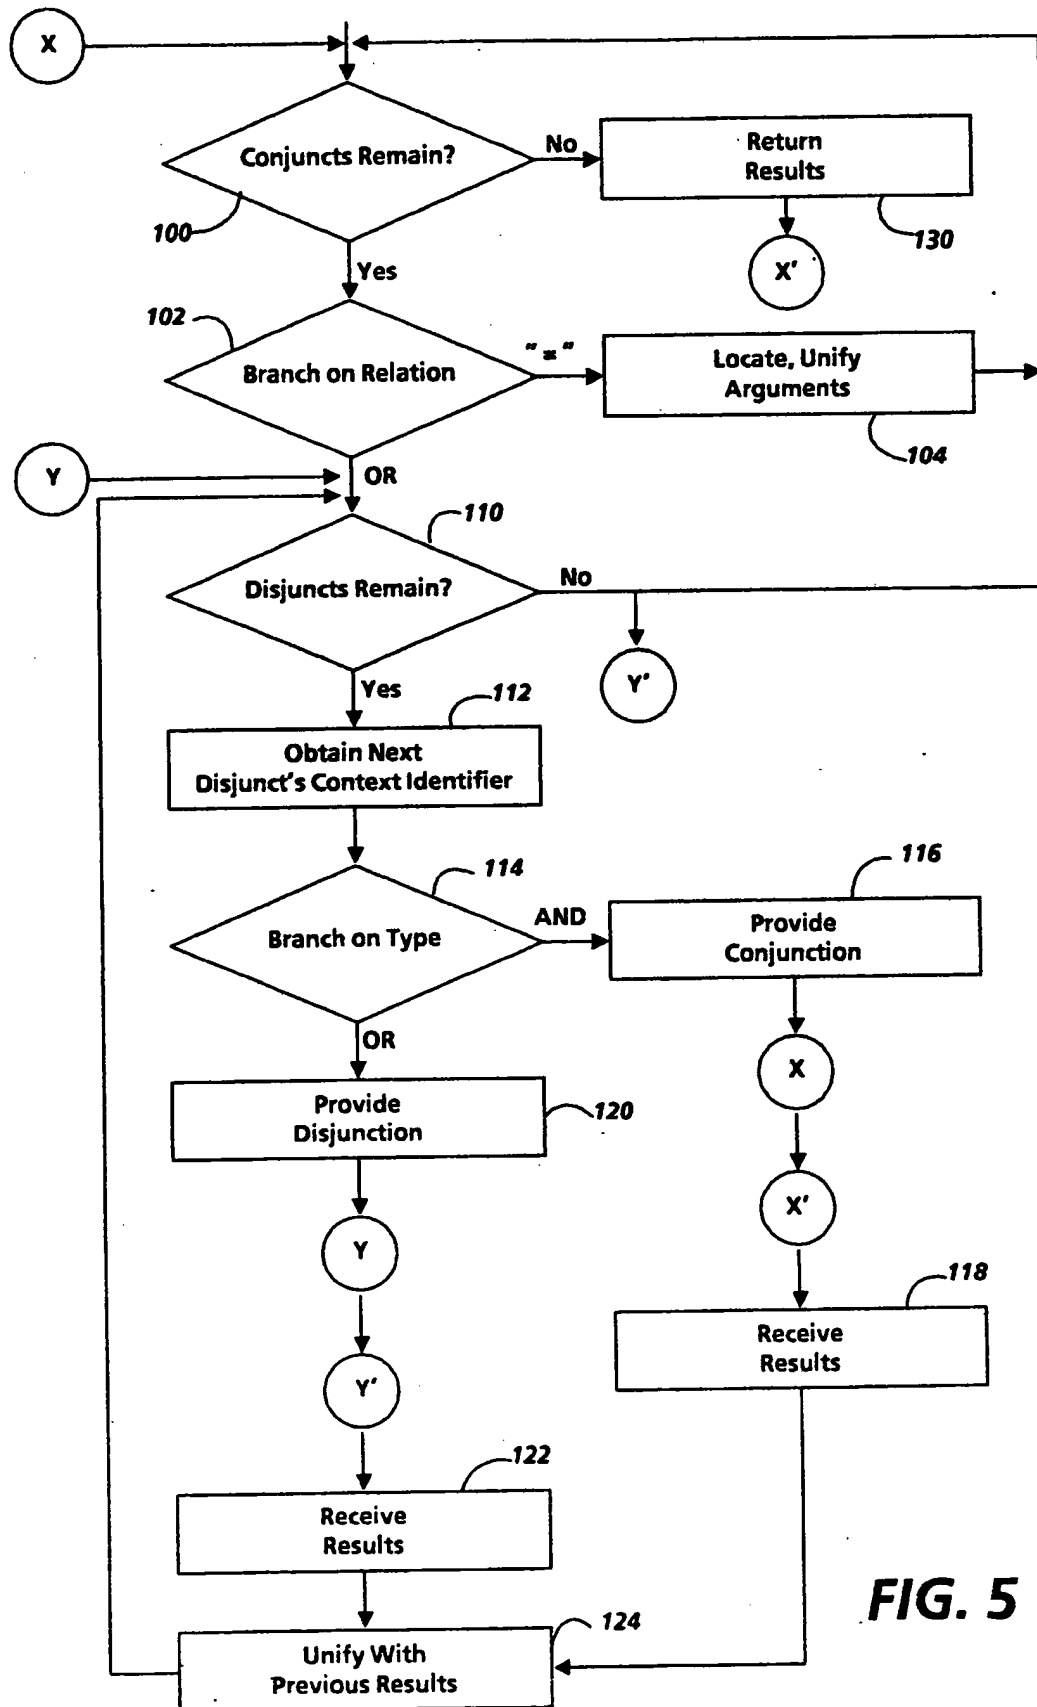 X
Conjuncts Remain?
No
Return
Results
100
130
X'
Yes
102
Branch on Relation
"="
Locate, Unify
Arguments
104
Y
OR
110
Disjuncts Remain?
No
Y'
Yes
112
Obtain Next
Disjunct's Context Identifier
114
116
Branch on Type
AND
Provide
Conjunction
OR
X
Provide
Disjunction
120
X'
Y
118
Receive
Results
Y'
122
Receive
Results
FIG. 5
124
Unify With
Previous Results